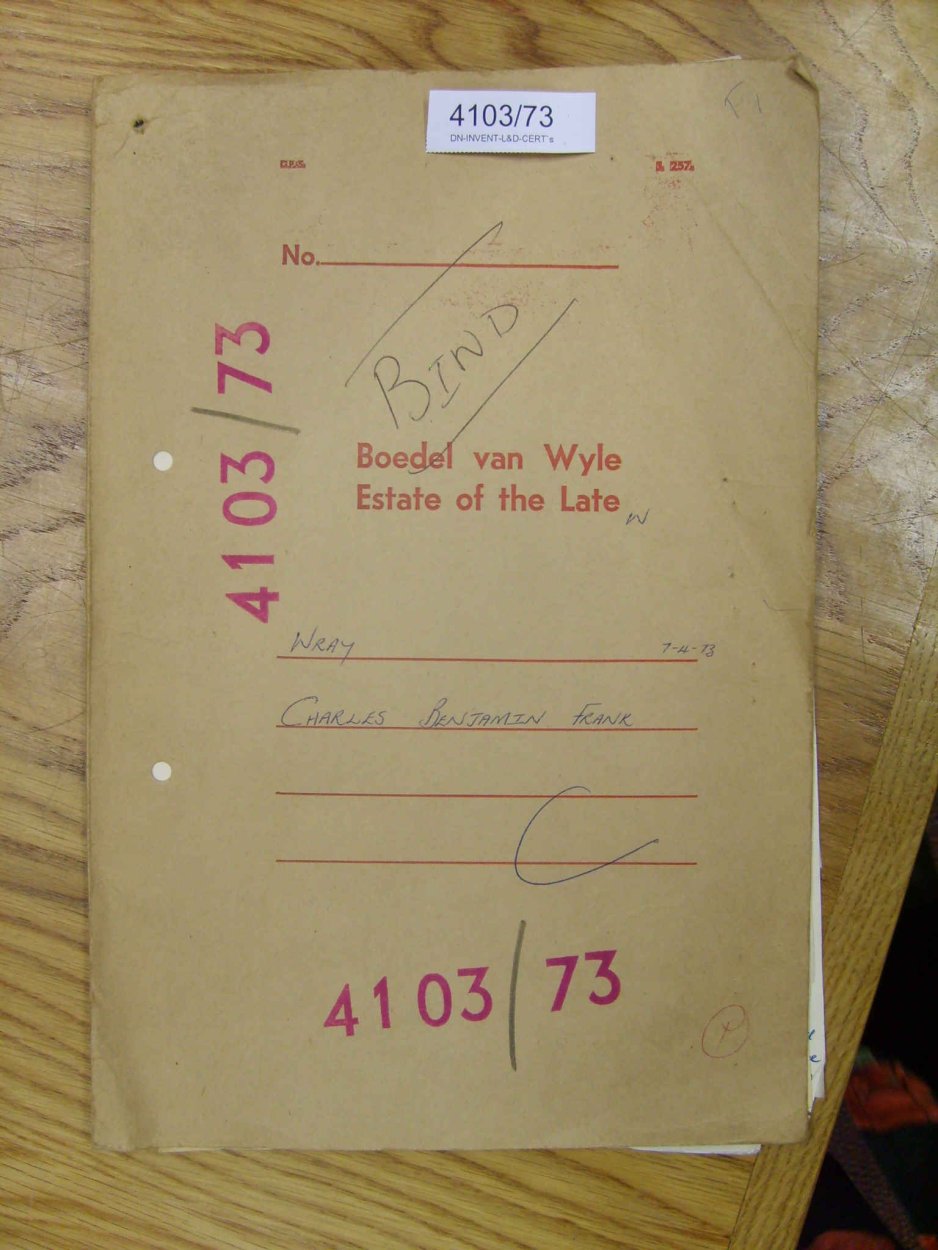 4103/73
DN-INVENT-L&D-CERT's
G.P.-S.
J. 257.
No.
BIND
4103/73
Boedel van Wyle
Estate of the Late
W
WRAY 7-4-73
CHARLES BENJAMIN FRANK
C
4103/73